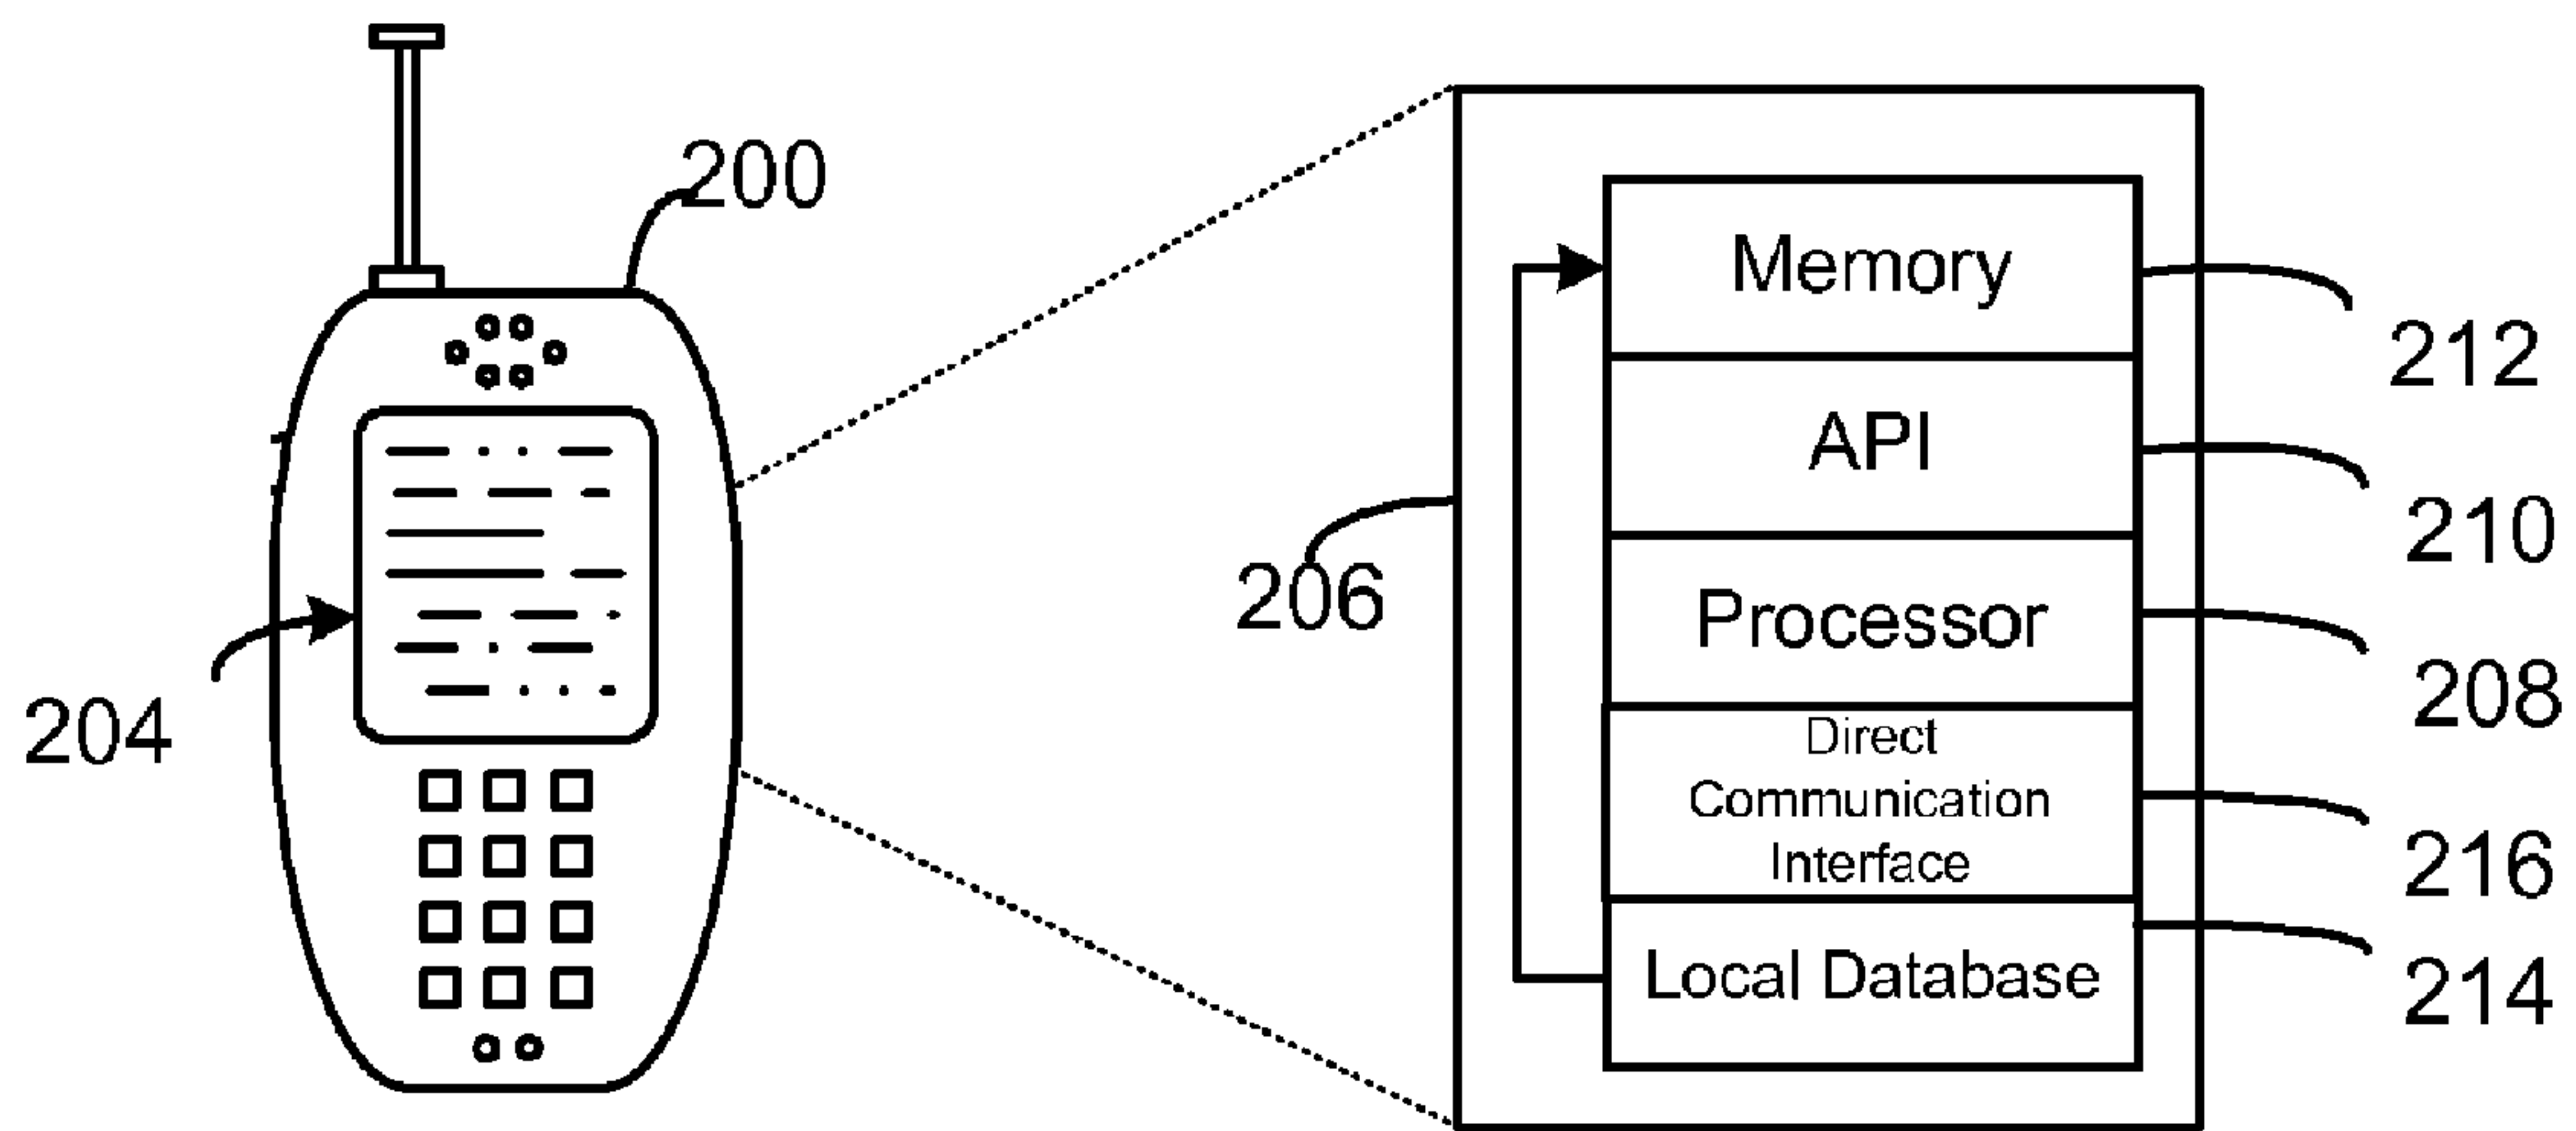 200
204
206
Memory
212
API
210
Processor
208
Direct
Communication
Interface
216
Local Database
214